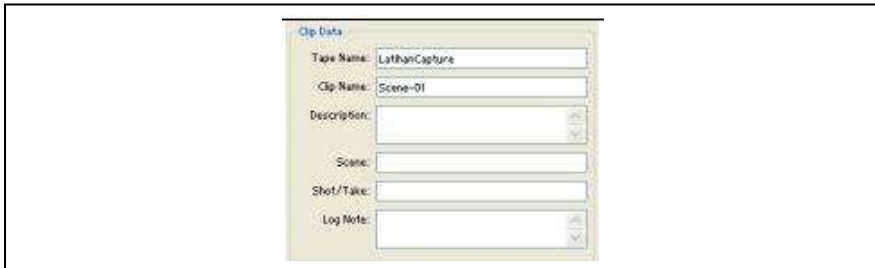 Clip Data
Tape Name: LatihanCapture
Clip Name: Scene-01
Description:
Scene:
Shot/Take:
Log Note: